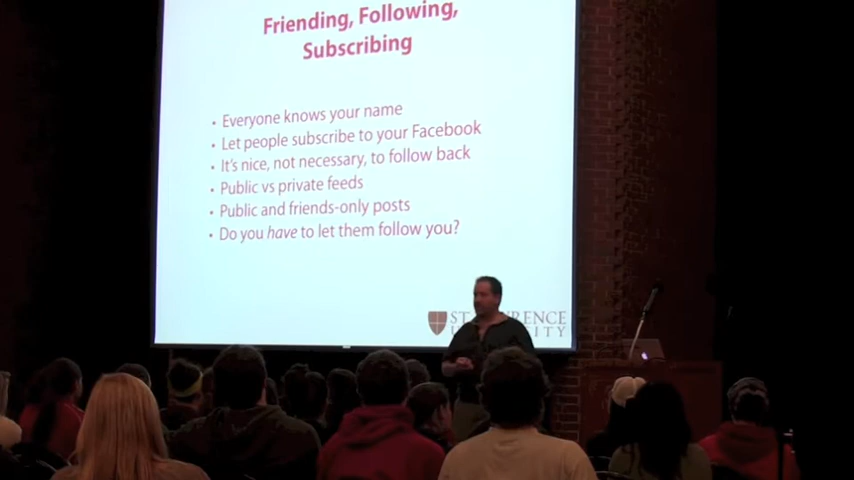 Friending, Following,
Subscribing
• Everyone knows your name
• Let people subscribe to your Facebook
• It's nice, not necessary, to follow back
• Public vs private feeds
• Public and friends-only posts
• Do you have to let them follow you?